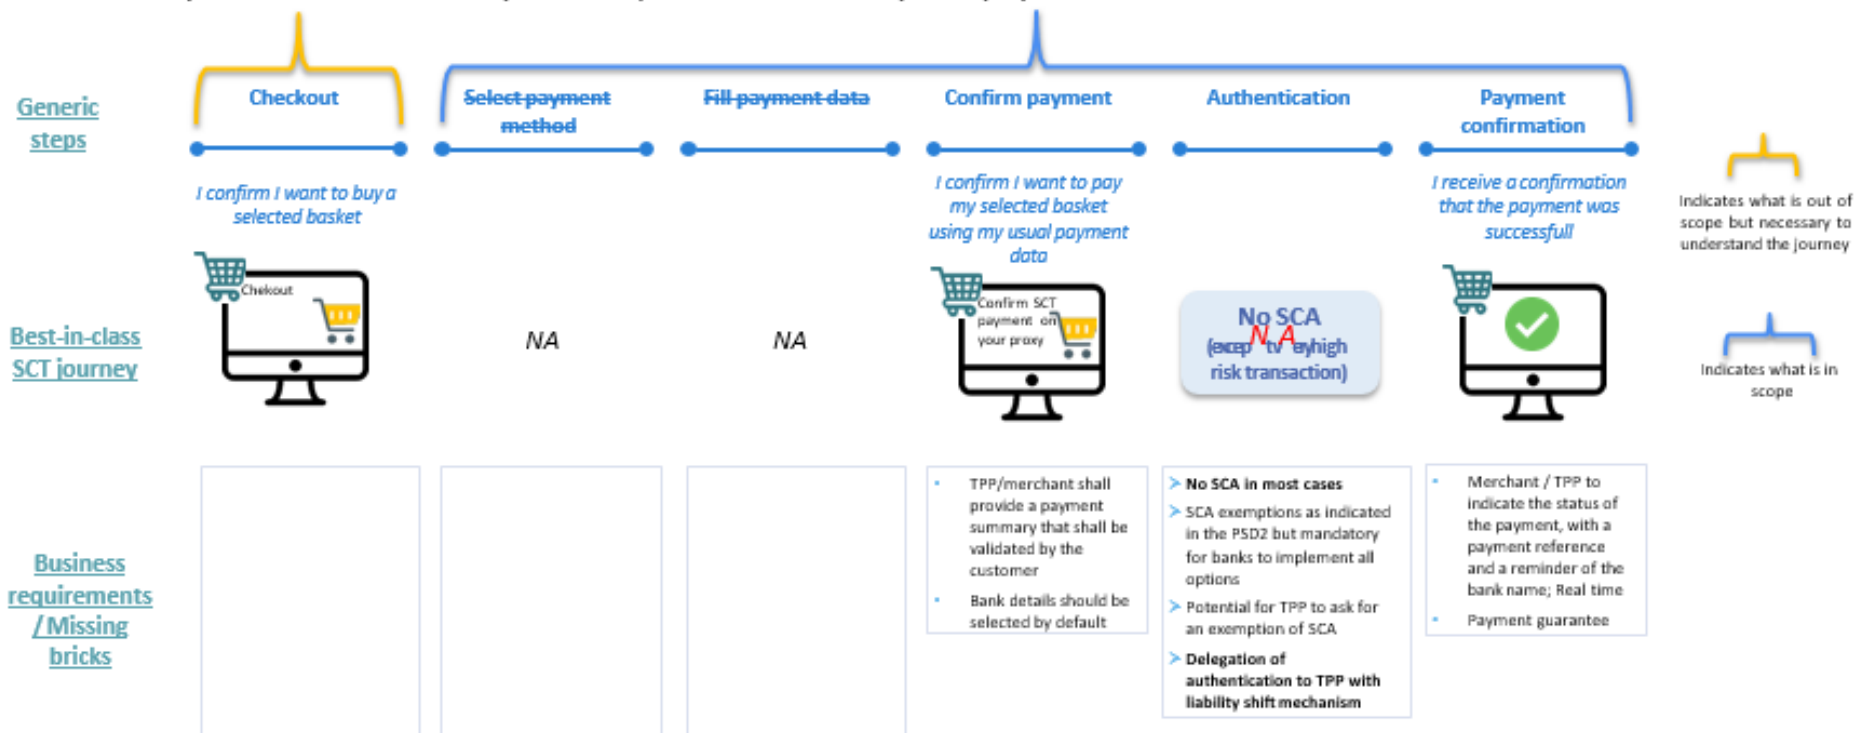 Generic
steps
Checkout
Select payment
method
Fill payment data
Confirm payment
Authentication
Payment
confirmation
I confirm I want to buy a
selected basket
I confirm I want to pay
my selected basket
using my usual payment
data
I receive a confirmation
that the payment was
successfull
Indicates what is out of
scope but necessary to
understand the journey
Best-in-class
SCT journey
Chekout
NA
NA
Confirm SCT
payment on
your proxy
No SCA
N A
(excep tv eryhigh
risk transaction)
Indicates what is in
scope
Business
requirements
/ Missing
bricks
TPP/merchant shall
provide a payment
summary that shall be
validated by the
customer
Bank details should be
selected by default
No SCA in most cases
SCA exemptions as indicated
in the PSD2 but mandatory
for banks to implement all
options
Potential for TPP to ask for
an exemption of SCA
Delegation of
authentication to TPP with
liability shift mechanism
Merchant / TPP to
indicate the status of
the payment, with a
payment reference
and a reminder of the
bank name; Real time
Payment guarantee